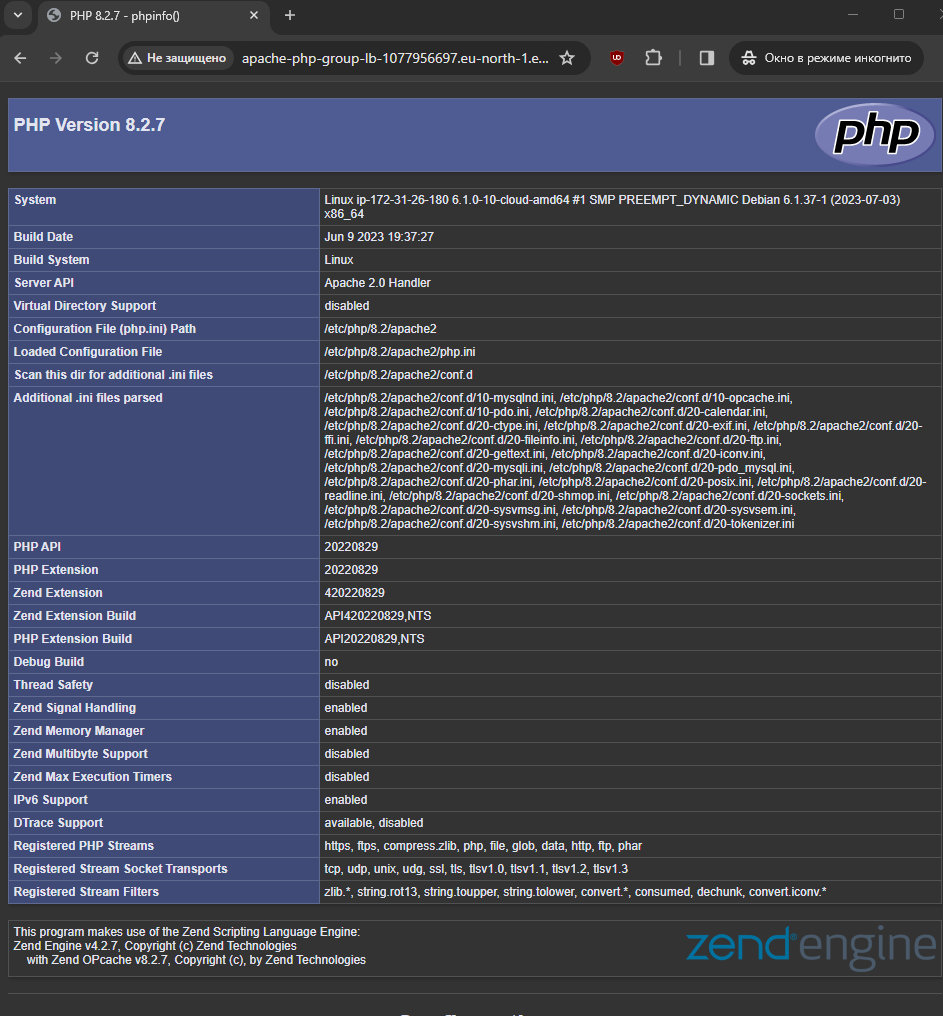 PHP 8.2.7 - phpinfo()
Не защищено apache-php-group-lb-1077956697.eu-north-1.e... Окно в режиме инкогнито
PHP Version 8.2.7
php
System Linux ip-172-31-26-180 6.1.0-10-cloud-amd64 #1 SMP PREEMPT_DYNAMIC Debian 6.1.37-1 (2023-07-03)
x86_64
Build Date Jun 9 2023 19:37:27
Build System Linux
Server API Apache 2.0 Handler
Virtual Directory Support disabled
Configuration File (php.ini) Path /etc/php/8.2/apache2
Loaded Configuration File /etc/php/8.2/apache2/php.ini
Scan this dir for additional .ini files /etc/php/8.2/apache2/conf.d
Additional .ini files parsed /etc/php/8.2/apache2/conf.d/10-mysqlnd.ini, /etc/php/8.2/apache2/conf.d/10-opcache.ini,
/etc/php/8.2/apache2/conf.d/10-pdo.ini, /etc/php/8.2/apache2/conf.d/20-calendar.ini,
/etc/php/8.2/apache2/conf.d/20-ctype.ini, /etc/php/8.2/apache2/conf.d/20-exif.ini, /etc/php/8.2/apache2/conf.d/20-
ffi.ini, /etc/php/8.2/apache2/conf.d/20-fileinfo.ini, /etc/php/8.2/apache2/conf.d/20-ftp.ini,
/etc/php/8.2/apache2/conf.d/20-gettext.ini, /etc/php/8.2/apache2/conf.d/20-iconv.ini,
/etc/php/8.2/apache2/conf.d/20-mysqli.ini, /etc/php/8.2/apache2/conf.d/20-pdo_mysql.ini,
/etc/php/8.2/apache2/conf.d/20-phar.ini, /etc/php/8.2/apache2/conf.d/20-posix.ini, /etc/php/8.2/apache2/conf.d/20-
readline.ini, /etc/php/8.2/apache2/conf.d/20-shmop.ini, /etc/php/8.2/apache2/conf.d/20-sockets.ini,
/etc/php/8.2/apache2/conf.d/20-sysvmsg.ini, /etc/php/8.2/apache2/conf.d/20-sysvsem.ini,
/etc/php/8.2/apache2/conf.d/20-sysvshm.ini, /etc/php/8.2/apache2/conf.d/20-tokenizer.ini
PHP API 20220829
PHP Extension 20220829
Zend Extension 420220829
Zend Extension Build API420220829,NTS
PHP Extension Build API20220829,NTS
Debug Build no
Thread Safety disabled
Zend Signal Handling enabled
Zend Memory Manager enabled
Zend Multibyte Support disabled
Zend Max Execution Timers disabled
IPv6 Support enabled
DTrace Support available, disabled
Registered PHP Streams https, ftps, compress.zlib, php, file, glob, data, http, ftp, phar
Registered Stream Socket Transports tcp, udp, unix, udg, ssl, tls, tlsv1.0, tlsv1.1, tlsv1.2, tlsv1.3
Registered Stream Filters zlib.*, string.rot13, string.toupper, string.tolower, convert.*, consumed, dechunk, convert.iconv.*
This program makes use of the Zend Scripting Language Engine:
Zend Engine v4.2.7, Copyright (c) Zend Technologies
with Zend OPcache v8.2.7, Copyright (c), by Zend Technologies
zend® engine